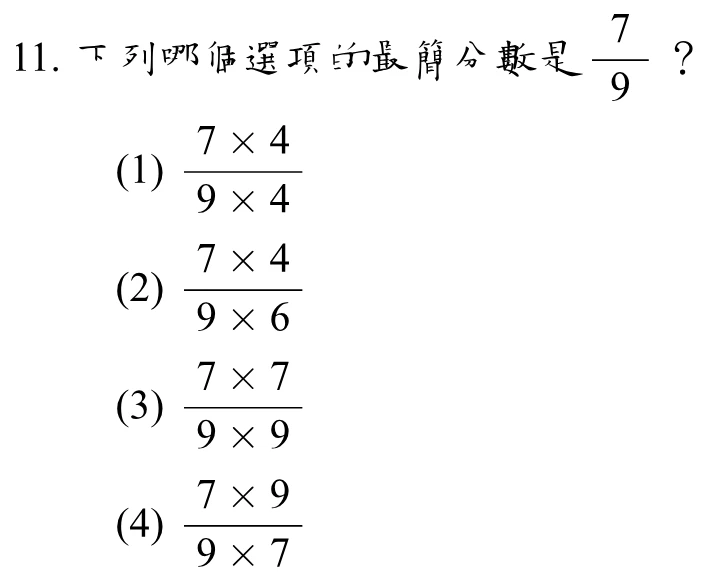 11. 下列哪個選項的最簡分數是 7/9 ?
(1) 7 × 4 / 9 × 4
(2) 7 × 4 / 9 × 6
(3) 7 × 7 / 9 × 9
(4) 7 × 9 / 9 × 7